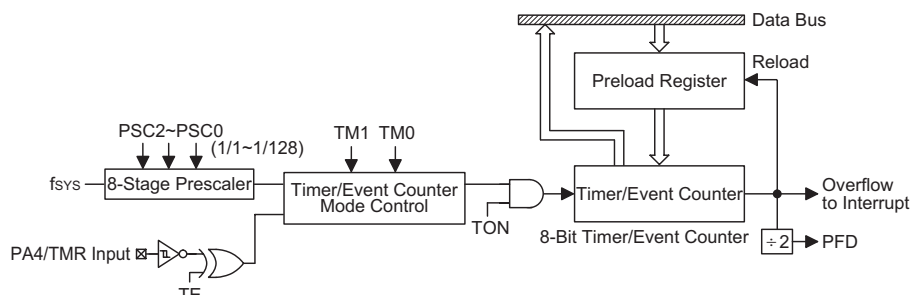 Data Bus
Preload Register
Reload
PSC2~PSC0
(1/1~1/128)
TM1 TM0
fSYS
8-Stage Prescaler
Timer/Event Counter
Mode Control
TON
Timer/Event Counter
8-Bit Timer/Event Counter
Overflow
to Interrupt
÷2
PFD
PA4/TMR Input
TE